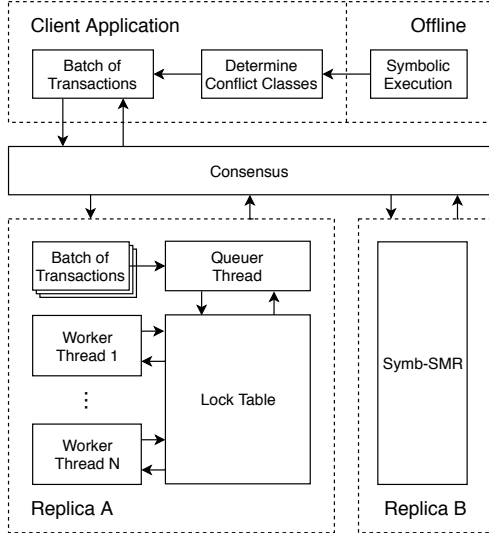 Client Application
Offline
Batch of
Transactions
Determine
Conflict Classes
Symbolic
Execution
Consensus
Batch of
Transactions
Queuer
Thread
Worker
Thread 1
⋮
Worker
Thread N
Lock Table
Symb-SMR
Replica A
Replica B